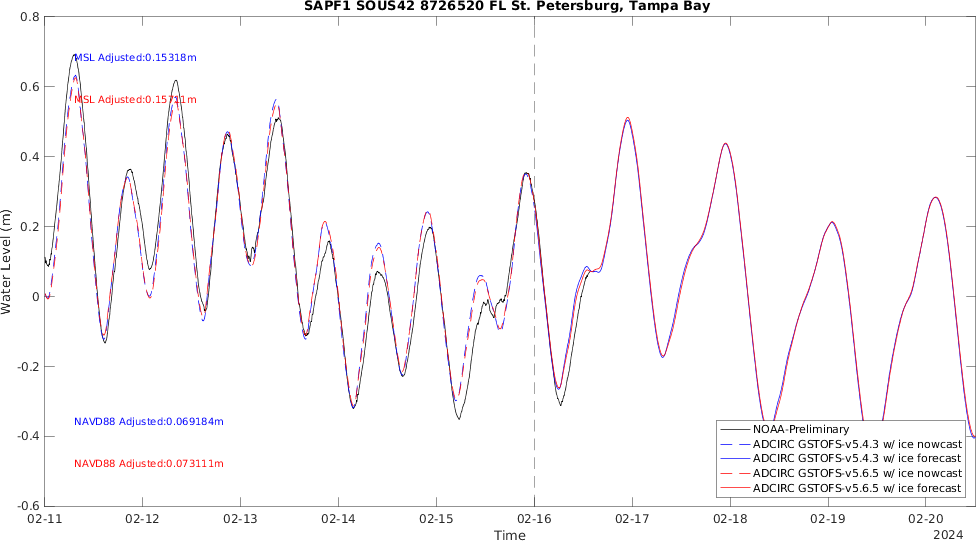 SAPF1 SOUS42 8726520 FL St. Petersburg, Tampa Bay
0.8
0.6
0.4
0.2
0
-0.2
-0.4
-0.6
Water Level (m)
MSL Adjusted:0.15318m
MSL Adjusted:0.15711m
NAVD88 Adjusted:0.069184m
NAVD88 Adjusted:0.073111m
NOAA-Preliminary
ADCIRC GSTOFS-v5.4.3 w/ ice nowcast
ADCIRC GSTOFS-v5.4.3 w/ ice forecast
ADCIRC GSTOFS-v5.6.5 w/ ice nowcast
ADCIRC GSTOFS-v5.6.5 w/ ice forecast
02-11 02-12 02-13 02-14 02-15 02-16 02-17 02-18 02-19 02-20
Time
2024